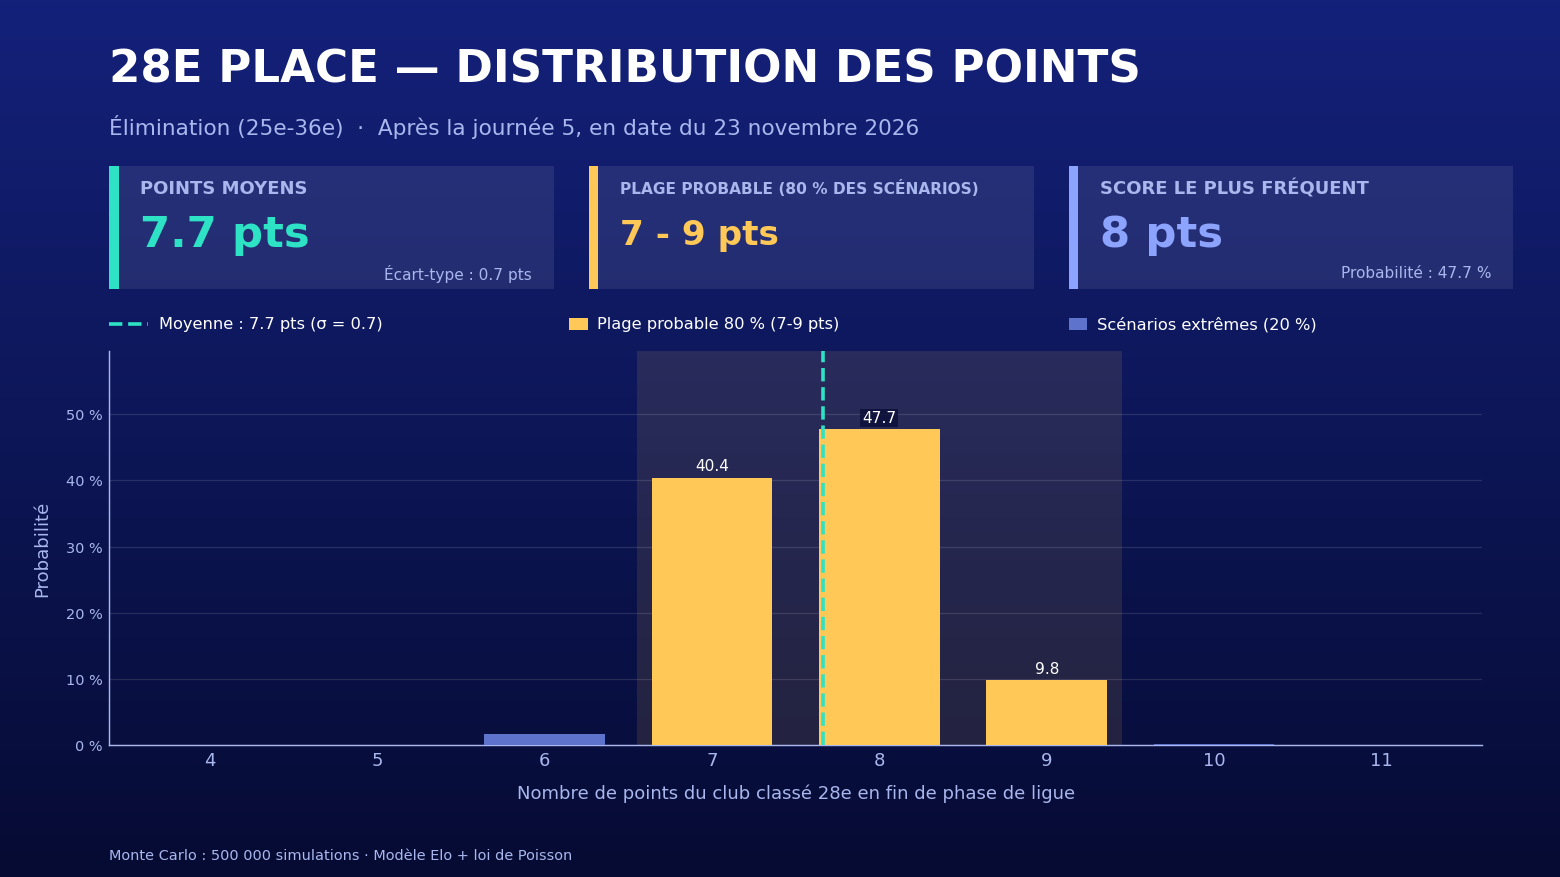 28E PLACE — DISTRIBUTION DES POINTS
Élimination (25e-36e)  ·  Après la journée 5, en date du 23 novembre 2026
POINTS MOYENS
7.7 pts
Écart-type : 0.7 pts
PLAGE PROBABLE (80 % DES SCÉNARIOS)
7 - 9 pts
SCORE LE PLUS FRÉQUENT
8 pts
Probabilité : 47.7 %
Moyenne : 7.7 pts (σ = 0.7)
Plage probable 80 % (7-9 pts)
Scénarios extrêmes (20 %)
Probabilité
50 %
40 %
30 %
20 %
10 %
0 %
40.4
47.7
9.8
4 5 6 7 8 9 10 11
Nombre de points du club classé 28e en fin de phase de ligue
Monte Carlo : 500 000 simulations · Modèle Elo + loi de Poisson